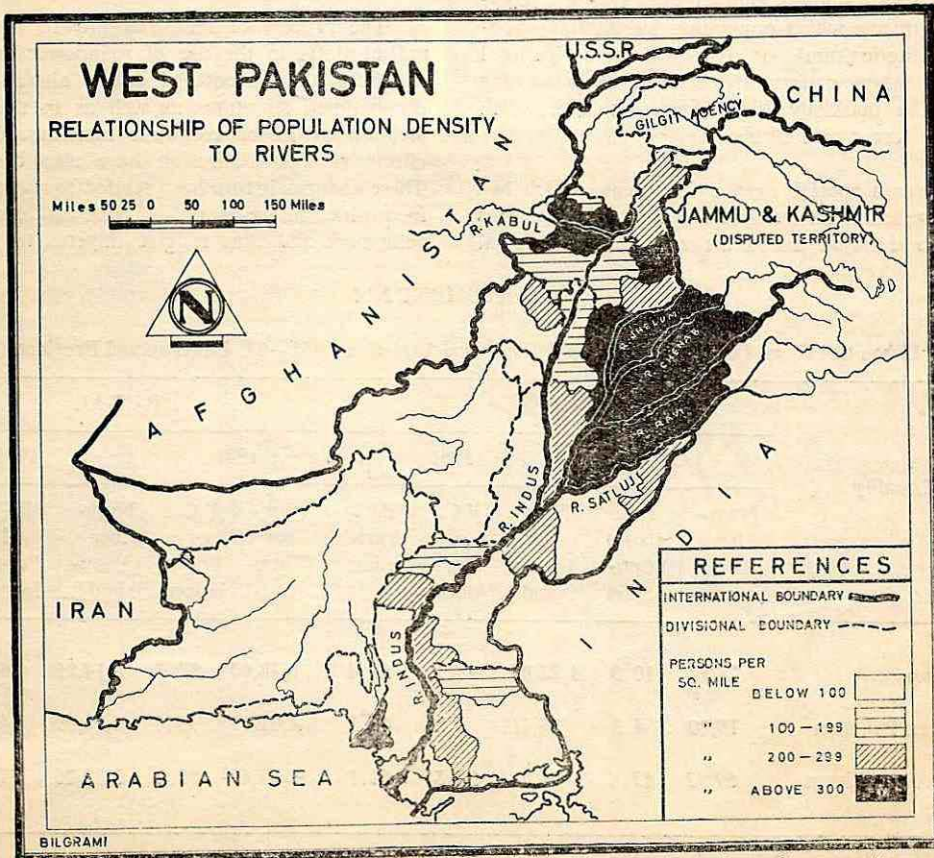 WEST PAKISTAN
RELATIONSHIP OF POPULATION DENSITY
TO RIVERS
Miles 50 25 0 50 100 150 Miles
N
U.S.S.R.
CHINA
GILGIT AGENCY
AFGHANISTAN
R. KABUL
JAMMU & KASHMIR
(DISPUTED TERRITORY)
R. JHELUM
R. CHENAB
R. RAVI
R. SATLUJ
R. INDUS
INDIA
IRAN
R. INDUS
ARABIAN SEA
REFERENCES
INTERNATIONAL BOUNDARY
DIVISIONAL BOUNDARY
PERSONS PER
SQ. MILE
BELOW 100
100-199
„ 200-299
„ ABOVE 300
BILGRAMI